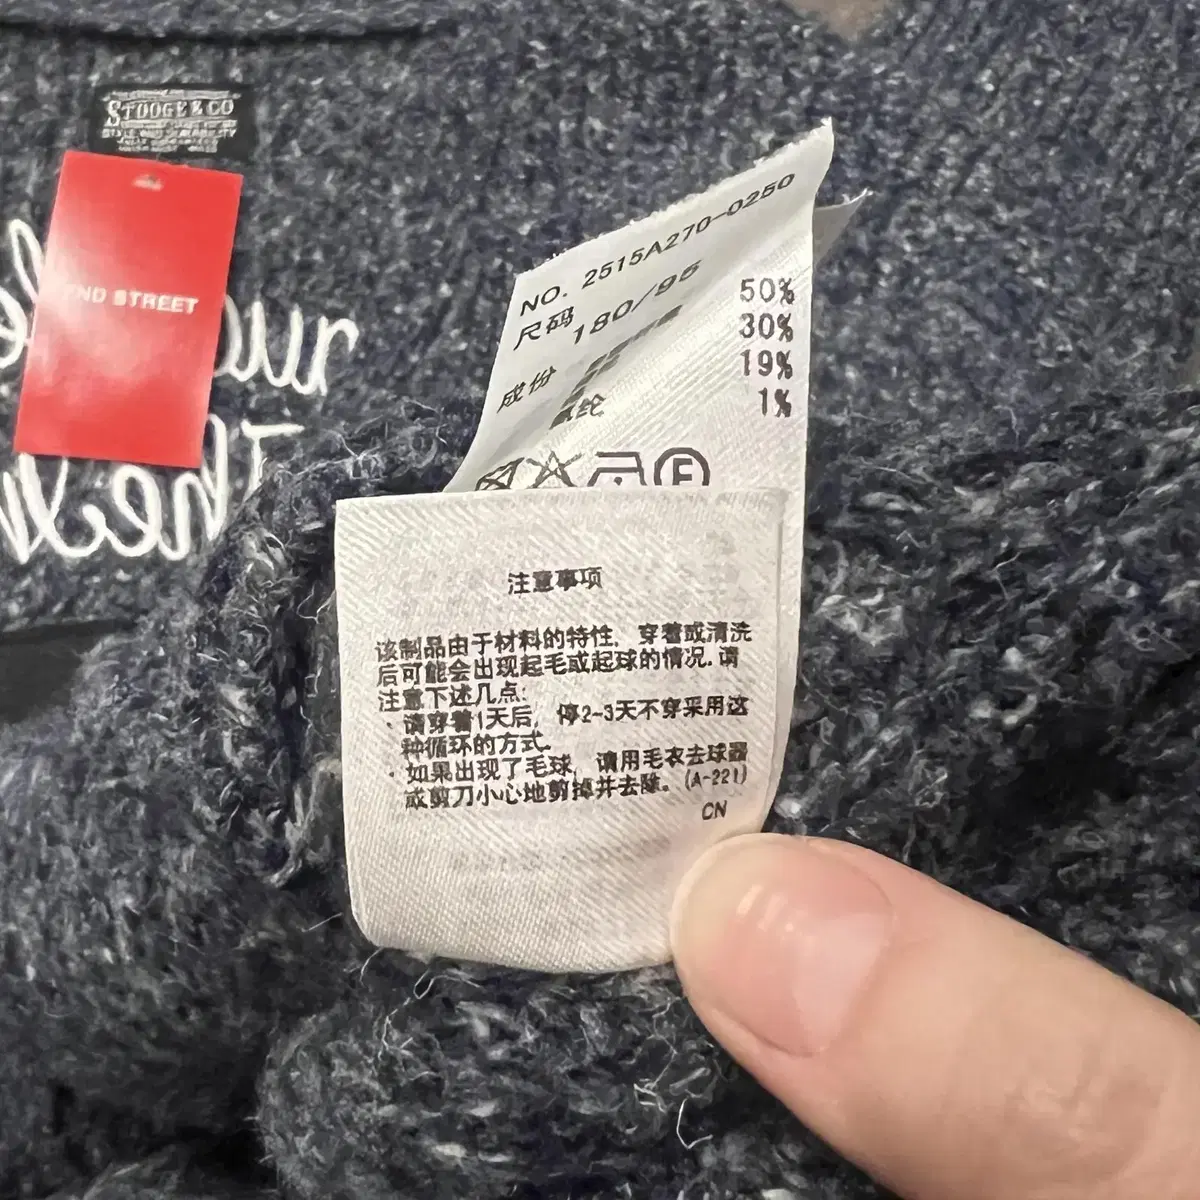 STOOGE & CO
2ND STREET
The
NO. 2515A270-0250
尺码 180/95
成份
50%
30%
19%
1%
F
注意事项
该制品由于材料的特性, 穿着或清洗
后可能会出现起毛或起球的情况.请
注意下述几点:
·请穿着1天后, 停2-3天不穿采用这
种循环的方式.
·如果出现了毛球, 请用毛衣去球器
或剪刀小心地剪掉并去除。(A-221)
CN